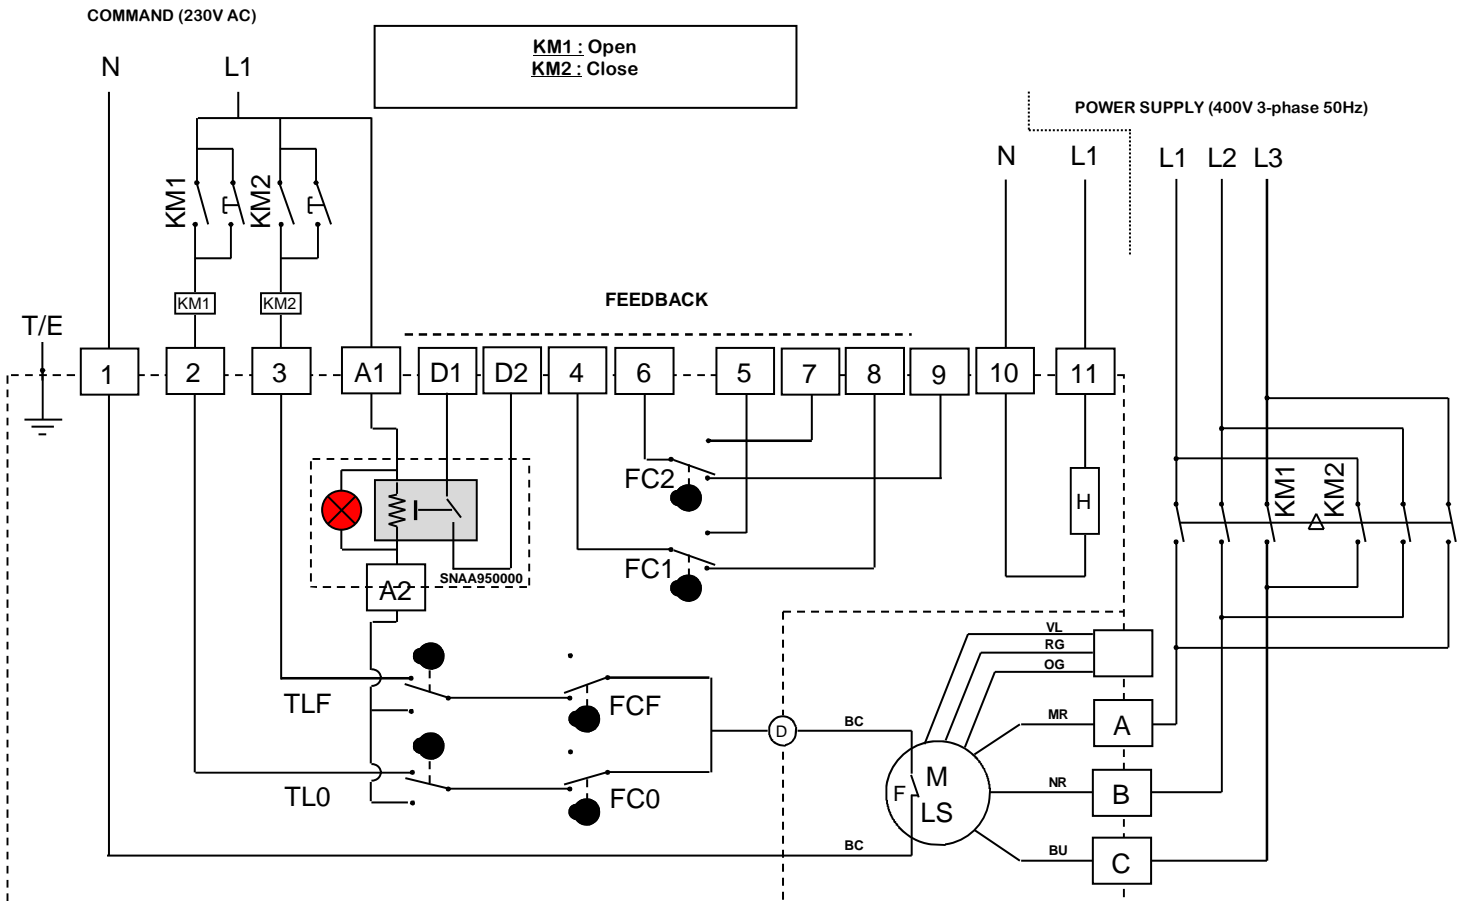 COMMAND (230V AC)
KM1 : Open
KM2 : Close
N
L1
POWER SUPPLY (400V 3-phase 50Hz)
N
L1
L1
L2
L3
KM1
KM2
KM1
KM2
FEEDBACK
T/E
1
2
3
A1
D1
D2
4
6
5
7
8
9
10
11
FC2
H
KM1
KM2
FC1
SNAA950000
A2
VL
RG
OG
TLF
FCF
MR
A
D
BC
M
F
LS
NR
B
TL0
FC0
BC
BU
C